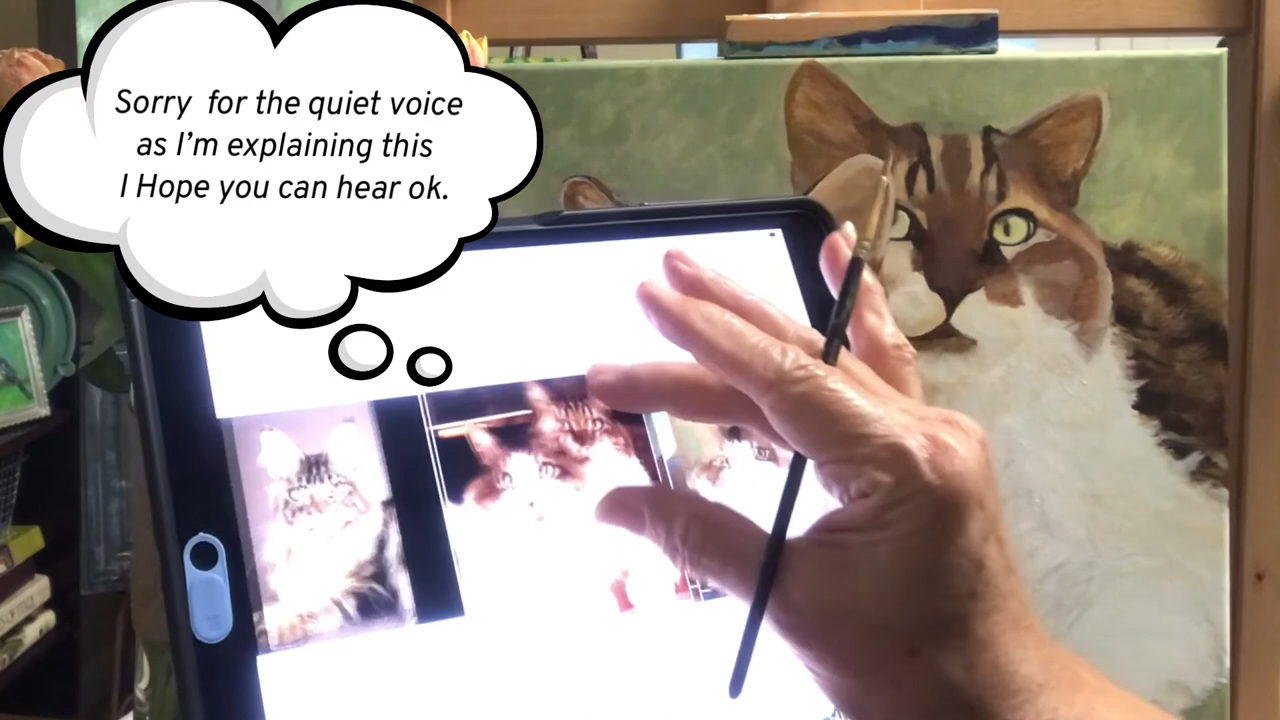 Sorry  for the quiet voice
as I'm explaining this
I Hope you can hear ok.